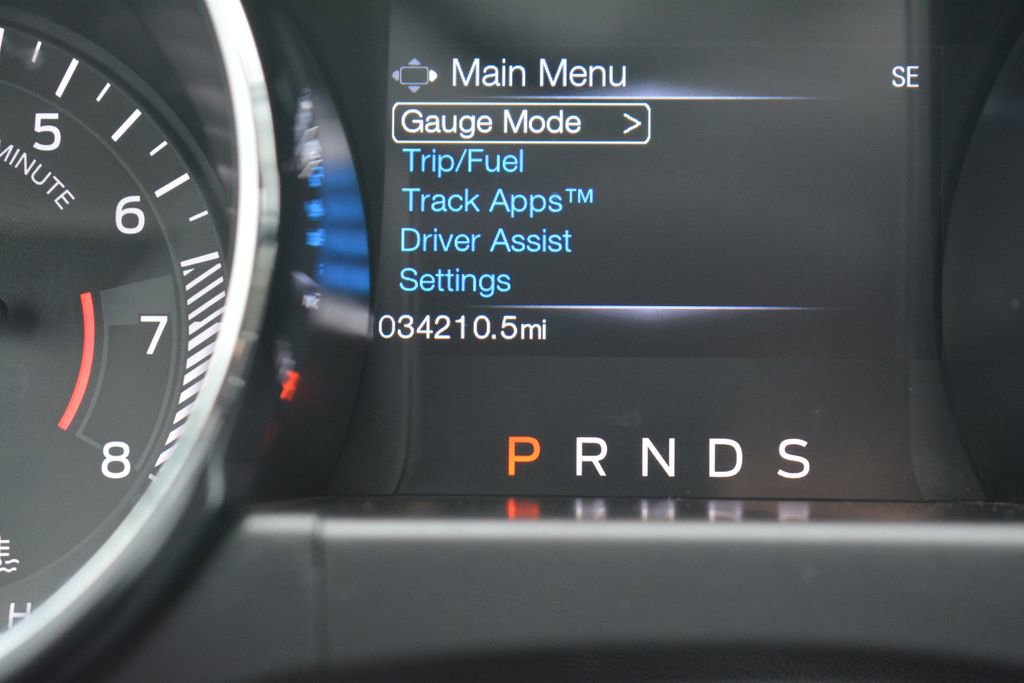 Main Menu SE
Gauge Mode >
Trip/Fuel
Track Apps™
Driver Assist
Settings
034210.5mi
P R N D S
5
MINUTE
6
7
8
H